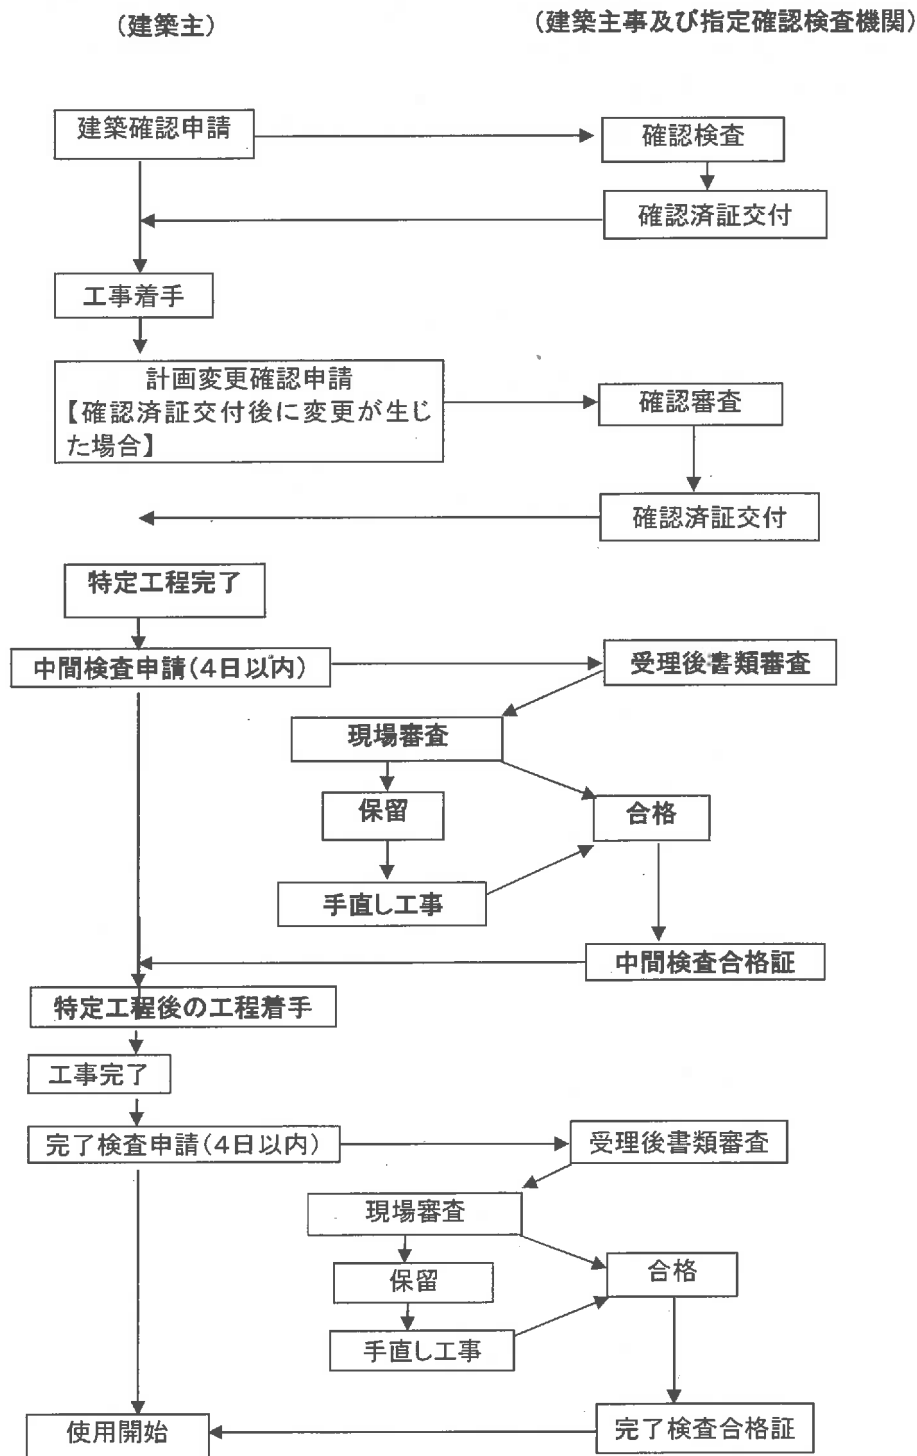 (建築主)
(建築主事及び指定確認検査機関)
建築確認申請
確認検査
確認済証交付
工事着手
計画変更確認申請
【確認済証交付後に変更が生じ
た場合】
確認審査
確認済証交付
特定工程完了
中間検査申請(4日以内)
受理後書類審査
現場審査
保留
合格
手直し工事
中間検査合格証
特定工程後の工程着手
工事完了
完了検査申請(4日以内)
受理後書類審査
現場審査
保留
合格
手直し工事
使用開始
完了検査合格証